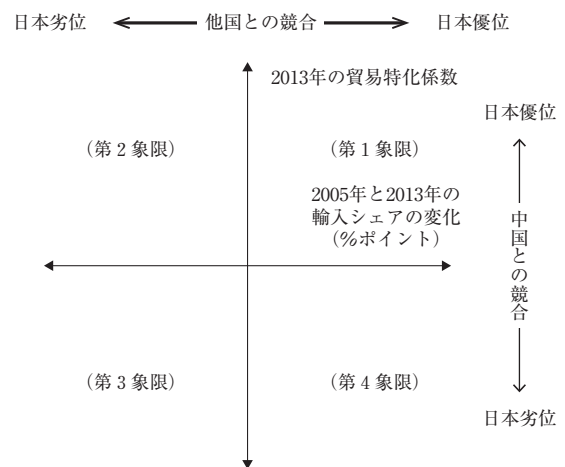 日本劣位
他国との競合
日本優位
2013年の貿易特化係数
日本優位
（第２象限）
（第１象限）
2005年と2013年の
輸入シェアの変化
（％ポイント）
中国との競合
（第３象限）
（第４象限）
日本劣位